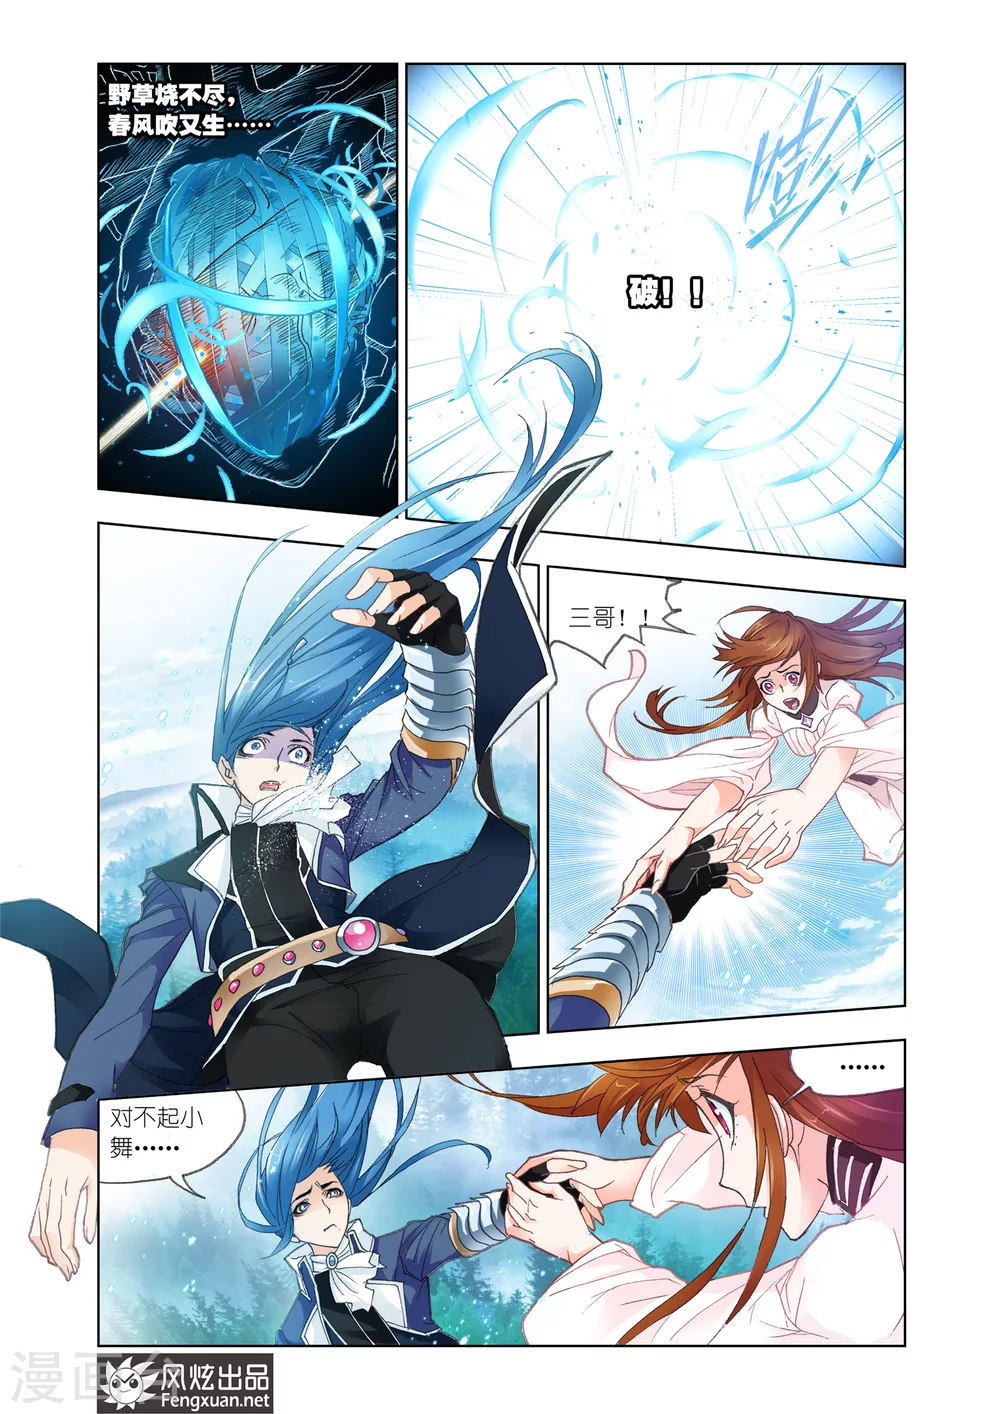 野草烧不尽，
春风吹又生……
嘭
破！！
三哥！！
……
对不起小
舞……
漫画台
风炫出品
Fengxuan.net